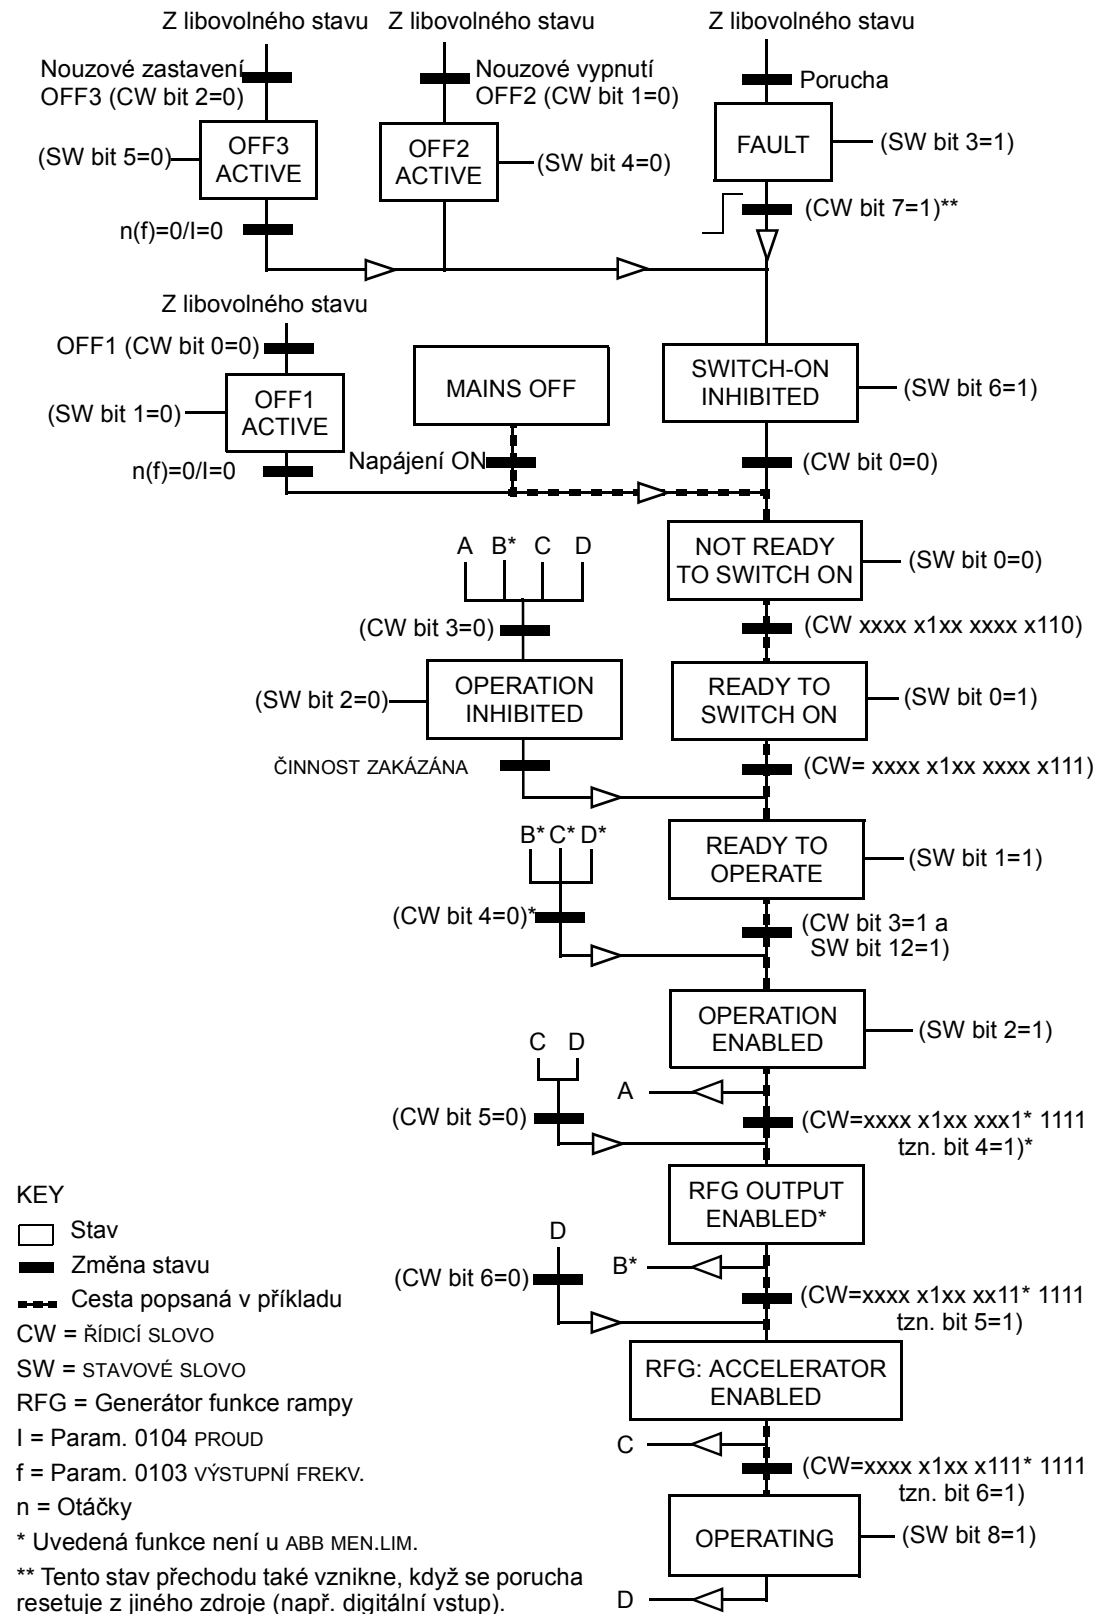 Z libovolného stavu
Z libovolného stavu
Z libovolného stavu
Nouzové zastavení
OFF3 (CW bit 2=0)
Nouzové vypnutí
OFF2 (CW bit 1=0)
Porucha
OFF3
ACTIVE
(SW bit 5=0)
OFF2
ACTIVE
(SW bit 4=0)
FAULT
(SW bit 3=1)
n(f)=0/I=0
(CW bit 7=1)**
Z libovolného stavu
OFF1 (CW bit 0=0)
OFF1
ACTIVE
(SW bit 1=0)
MAINS OFF
SWITCH-ON
INHIBITED
(SW bit 6=1)
n(f)=0/I=0
Napájení ON
(CW bit 0=0)
A B* C D
NOT READY
TO SWITCH ON
(SW bit 0=0)
(CW bit 3=0)
(CW xxxx x1xx xxxx x110)
OPERATION
INHIBITED
(SW bit 2=0)
READY TO
SWITCH ON
(SW bit 0=1)
ČINNOST ZAKÁZÁNA
(CW= xxxx x1xx xxxx x111)
B* C* D*
READY TO
OPERATE
(SW bit 1=1)
(CW bit 4=0)*
(CW bit 3=1 a
SW bit 12=1)
OPERATION
ENABLED
(SW bit 2=1)
C D
A
(CW bit 5=0)
(CW=xxxx x1xx xxx1* 1111
tzn. bit 4=1)*
RFG OUTPUT
ENABLED*
D
B*
(CW bit 6=0)
(CW=xxxx x1xx xx11* 1111
tzn. bit 5=1)
RFG: ACCELERATOR
ENABLED
C
(CW=xxxx x1xx x111* 1111
tzn. bit 6=1)
OPERATING
(SW bit 8=1)
D
KEY
Stav
Změna stavu
Cesta popsaná v příkladu
CW = ŘÍDICÍ SLOVO
SW = STAVOVÉ SLOVO
RFG = Generátor funkce rampy
I = Param. 0104 PROUD
f = Param. 0103 VÝSTUPNÍ FREKV.
n = Otáčky
* Uvedená funkce není u ABB MEN.LIM.
** Tento stav přechodu také vznikne, když se porucha
resetuje z jiného zdroje (např. digitální vstup).